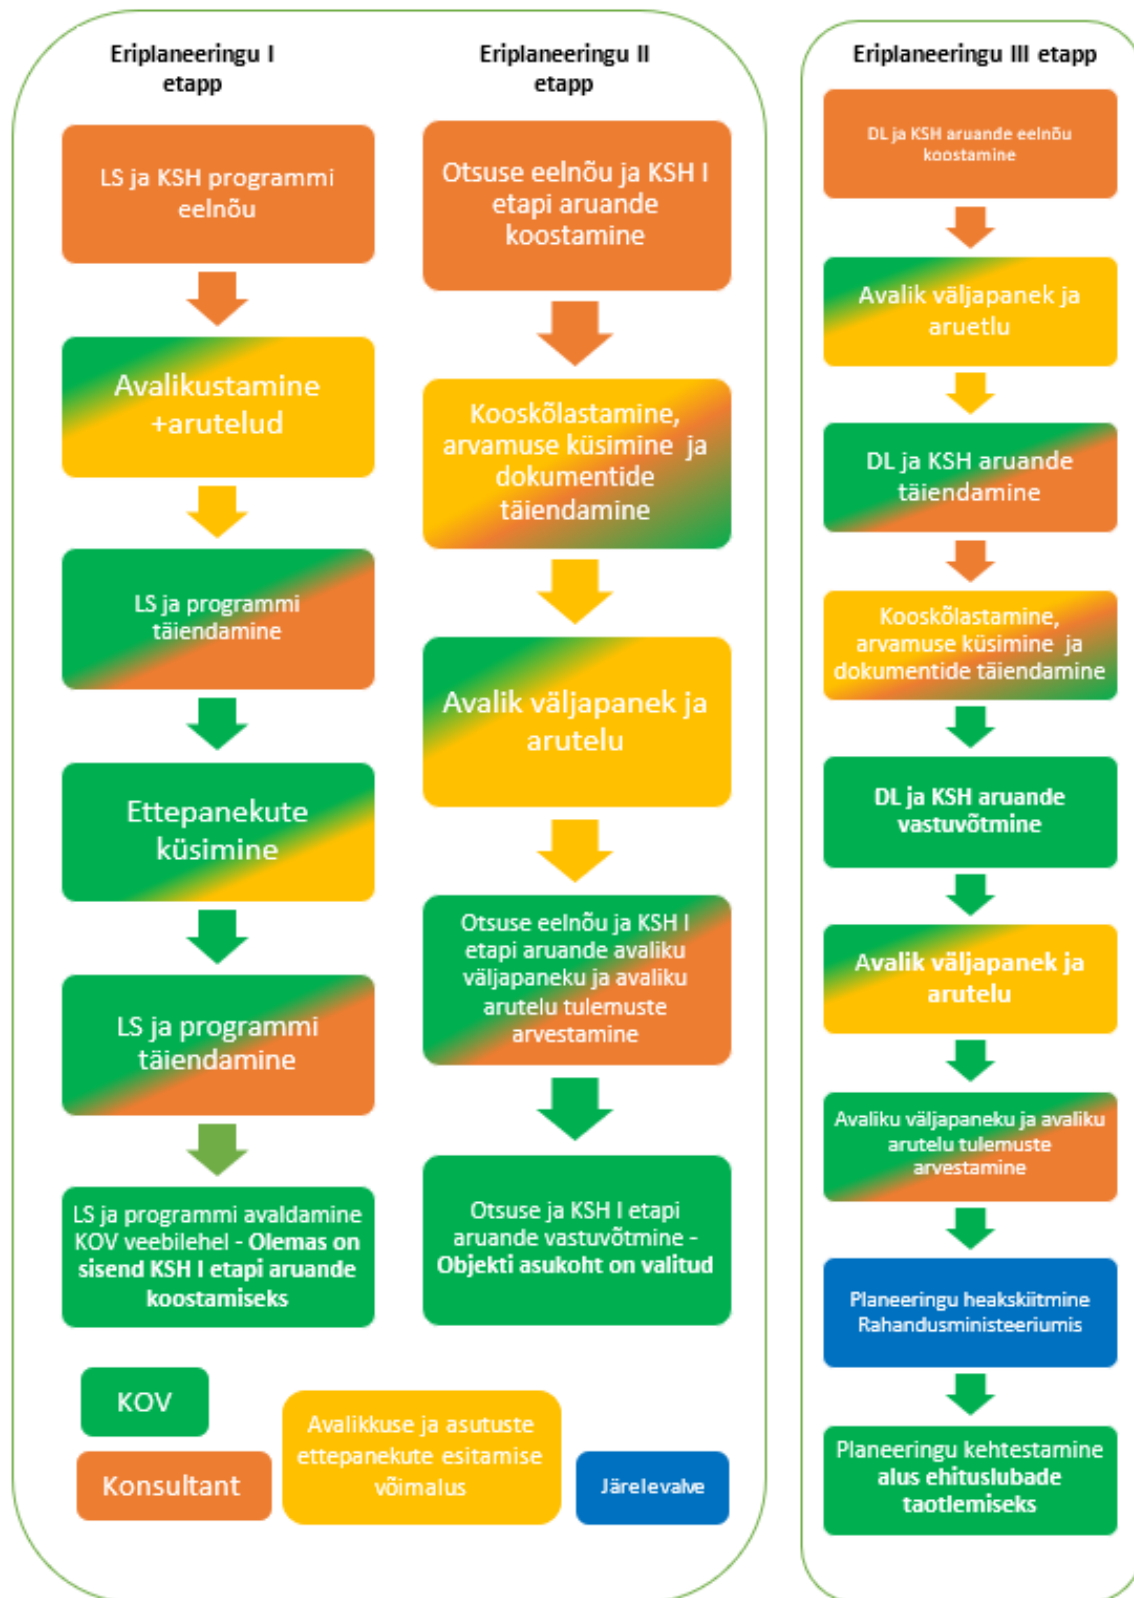 Eriplaneeringu I
etapp
LS ja KSH programmi
eelnõu
Avalikustamine
+arutelud
LS ja programmi
täiendamine
Ettepanekute
küsimine
LS ja programmi
täiendamine
LS ja programmi avaldamine
KOV veebilehel - Olemas on
sisend KSH I etapi aruande
koostamiseks
Eriplaneeringu II
etapp
Otsuse eelnõu ja KSH I
etapi aruande
koostamine
Kooskõlastamine,
arvamuse küsimine ja
dokumentide
täiendamine
Avalik väljapanek ja
arutelu
Otsuse eelnõu ja KSH I
etapi aruande avaliku
väljapaneku ja avaliku
arutelu tulemuste
arvestamine
Otsuse ja KSH I etapi
aruande vastuvõtmine -
Objekti asukoht on valitud
KOV
Konsultant
Avalikkuse ja asutuste
ettepanekute esitamise
võimalus
Järelevalve
Eriplaneeringu III etapp
DL ja KSH aruande eelnõu
koostamine
Avalik väljapanek ja
aruetlu
DL ja KSH aruande
täiendamine
Kooskõlastamine,
arvamuse küsimine ja
dokumentide täiendamine
DL ja KSH aruande
vastuvõtmine
Avalik väljapanek ja
arutelu
Avaliku väljapaneku ja avaliku
arutelu tulemuste
arvestamine
Planeeringu heakskiitmine
Rahandusministeeriumis
Planeeringu kehtestamine
alus ehituslubade
taotlemiseks